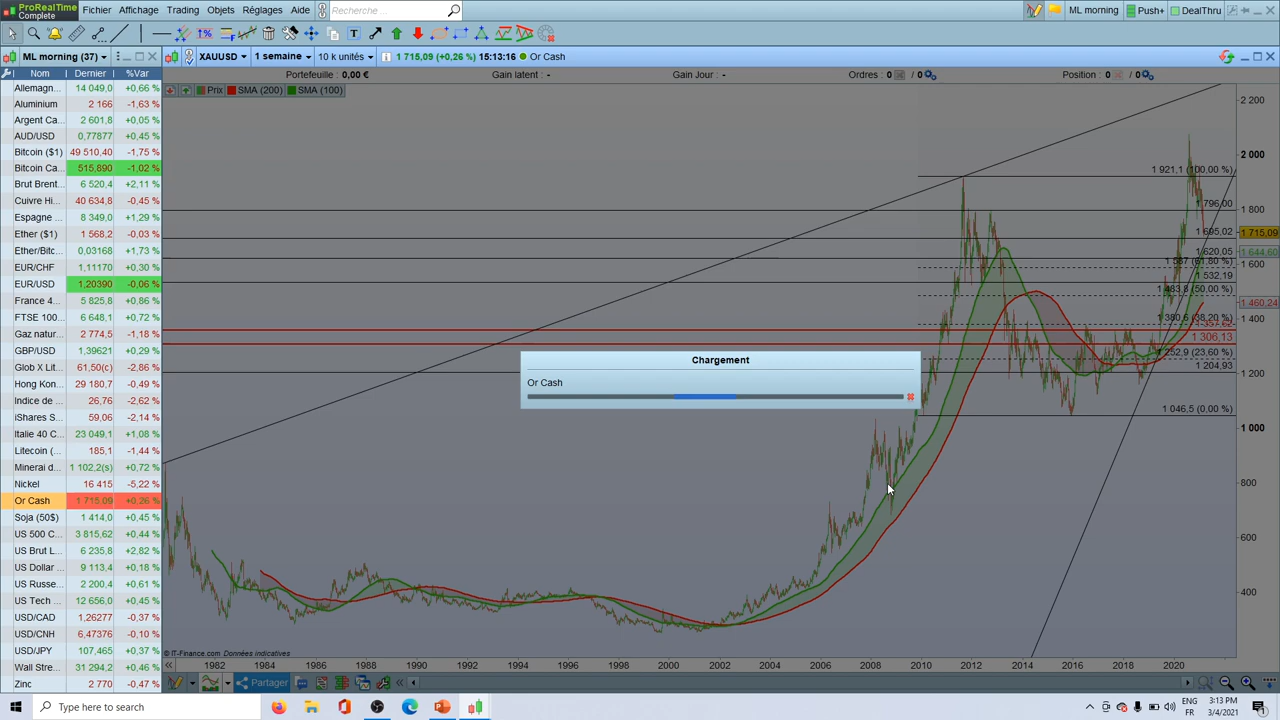 ProRealTime Complete
Fichier Affichage Trading Objets Réglages Aide Recherche ... ML morning Push+ DealThru
ML morning (37) XAUUSD 1 semaine 10 k unités 1 715,09 (+0,26 %) 15:13:16 Or Cash
Nom Dernier %Var
Portefeuille : 0,00 € Gain latent : - Gain Jour : - Ordres : 0 / 0 Position : 0 / 0
Prix SMA (200) SMA (100)
Allemagn... 14 049,0 +0,66 %
Aluminium 2 166 -1,63 %
Argent Ca... 2 601,8 +0,05 %
AUD/USD 0,77877 +0,45 %
Bitcoin ($1) 49 510,40 -1,75 %
Bitcoin Ca... 515,890 -1,02 %
Brut Brent... 6 520,4 +2,11 %
Cuivre Hi... 40 634,8 -0,45 %
Espagne ... 8 349,0 +1,29 %
Ether ($1) 1 568,2 -0,03 %
Ether/Bitc... 0,03168 +1,73 %
EUR/CHF 1,11170 +0,30 %
EUR/USD 1,20390 -0,06 %
France 4... 5 825,8 +0,86 %
FTSE 100... 6 648,1 +0,72 %
Gaz natur... 2 774,5 -1,18 %
GBP/USD 1,39621 +0,29 %
Glob X Lit... 61,50(c) -2,86 %
Hong Kon... 29 180,7 -0,49 %
Indice de ... 26,76 -2,62 %
iShares S... 59,06 -2,14 %
Italie 40 C... 23 049,1 +1,08 %
Litecoin (... 185,1 -1,44 %
Minerai d... 1 102,2(s) +0,72 %
Nickel 16 415 -5,22 %
Or Cash 1 715,09 +0,26 %
Soja (50$) 1 414,0 +0,45 %
US 500 C... 3 815,62 +0,44 %
US Brut L... 6 235,8 +2,82 %
US Dollar ... 9 113,4 +0,18 %
US Russe... 2 200,4 +0,61 %
US Tech ... 12 656,0 +0,45 %
USD/CAD 1,26277 -0,37 %
USD/CNH 6,47376 -0,10 %
USD/JPY 107,465 +0,37 %
Wall Stre... 31 294,2 +0,46 %
Zinc 2 770 -0,47 %
Chargement
Or Cash
1 921,1 (100,00 %)
1 796,00
1 695,02
1 620,05
1 587 (61,80 %)
1 532,19
1 483,8 (50,00 %)
1 380,6 (38,20 %)
1 357,62
1 306,13
1 252,9 (23,60 %)
1 204,93
1 046,5 (0,00 %)
2 200
2 000
1 800
1 715,09
1 644,60
1 600
1 460,24
1 400
1 200
1 000
800
600
400
© IT-Finance.com Données indicatives
1982 1984 1986 1988 1990 1992 1994 1996 1998 2000 2002 2004 2006 2008 2010 2012 2014 2016 2018 2020
Partager
Type here to search
ENG
FR
3:13 PM
3/4/2021